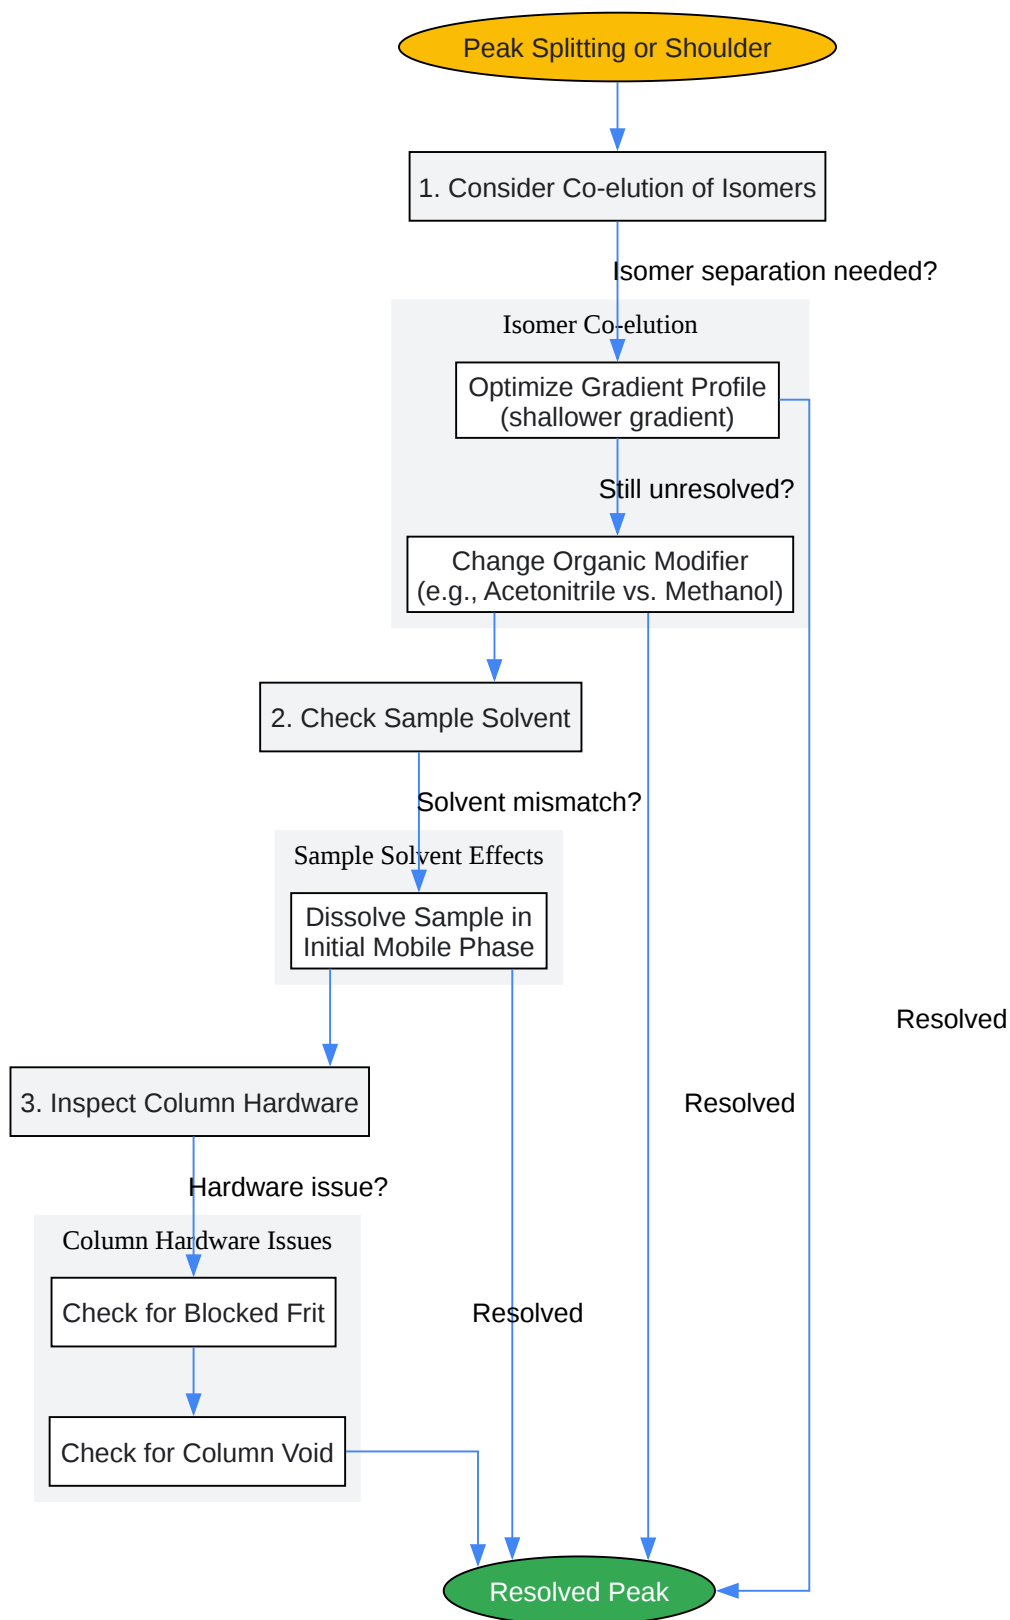 Peak Splitting or Shoulder
1. Consider Co-elution of Isomers
Isomer separation needed?
Isomer Co-elution
Optimize Gradient Profile
(shallower gradient)
Still unresolved?
Change Organic Modifier
(e.g., Acetonitrile vs. Methanol)
2. Check Sample Solvent
Solvent mismatch?
Sample Solvent Effects
Dissolve Sample in
Initial Mobile Phase
Resolved
3. Inspect Column Hardware
Resolved
Hardware issue?
Column Hardware Issues
Check for Blocked Frit
Resolved
Check for Column Void
Resolved Peak